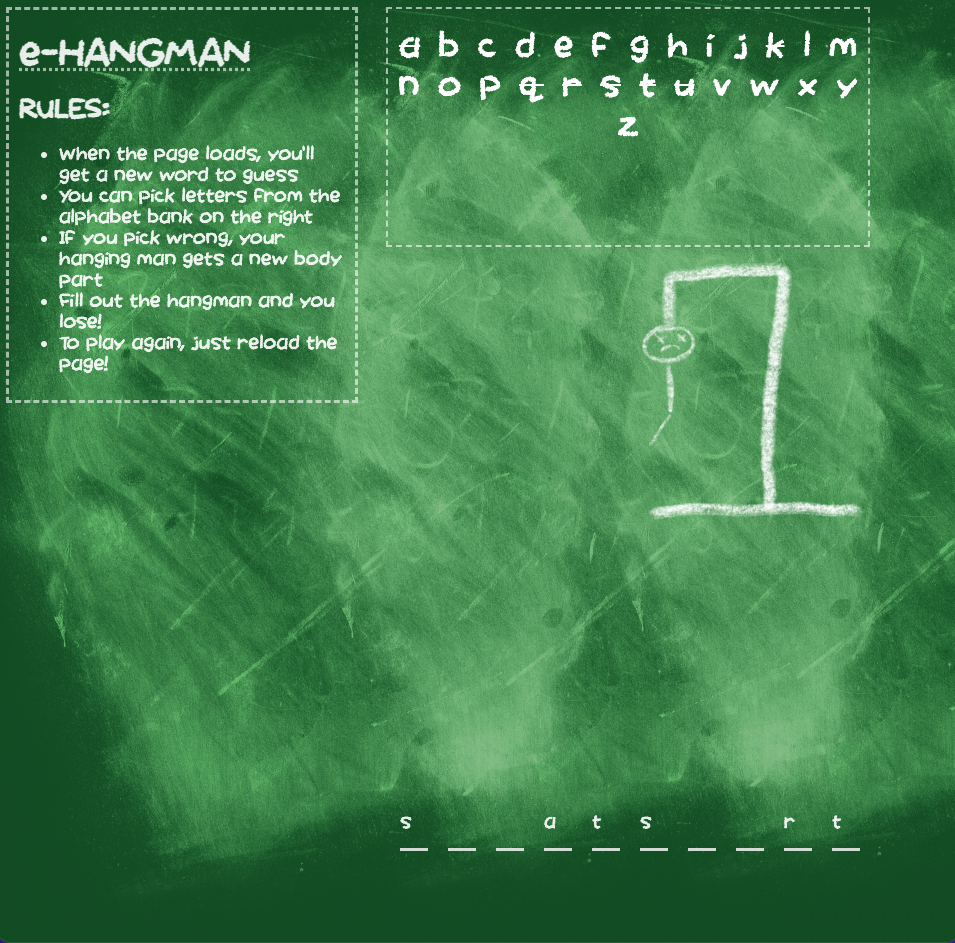 e-HANGMAN
RULES:
When the page loads, you'll
get a new word to guess
You can pick letters from the
alphabet bank on the right
If you pick wrong, your
hanging man gets a new body
part
Fill out the hangman and you
lose!
To play again, just reload the
page!
a b c d e f g h i j k l m
n o p q r s t u v w x y
z
s _ _ a t s _ _ r t